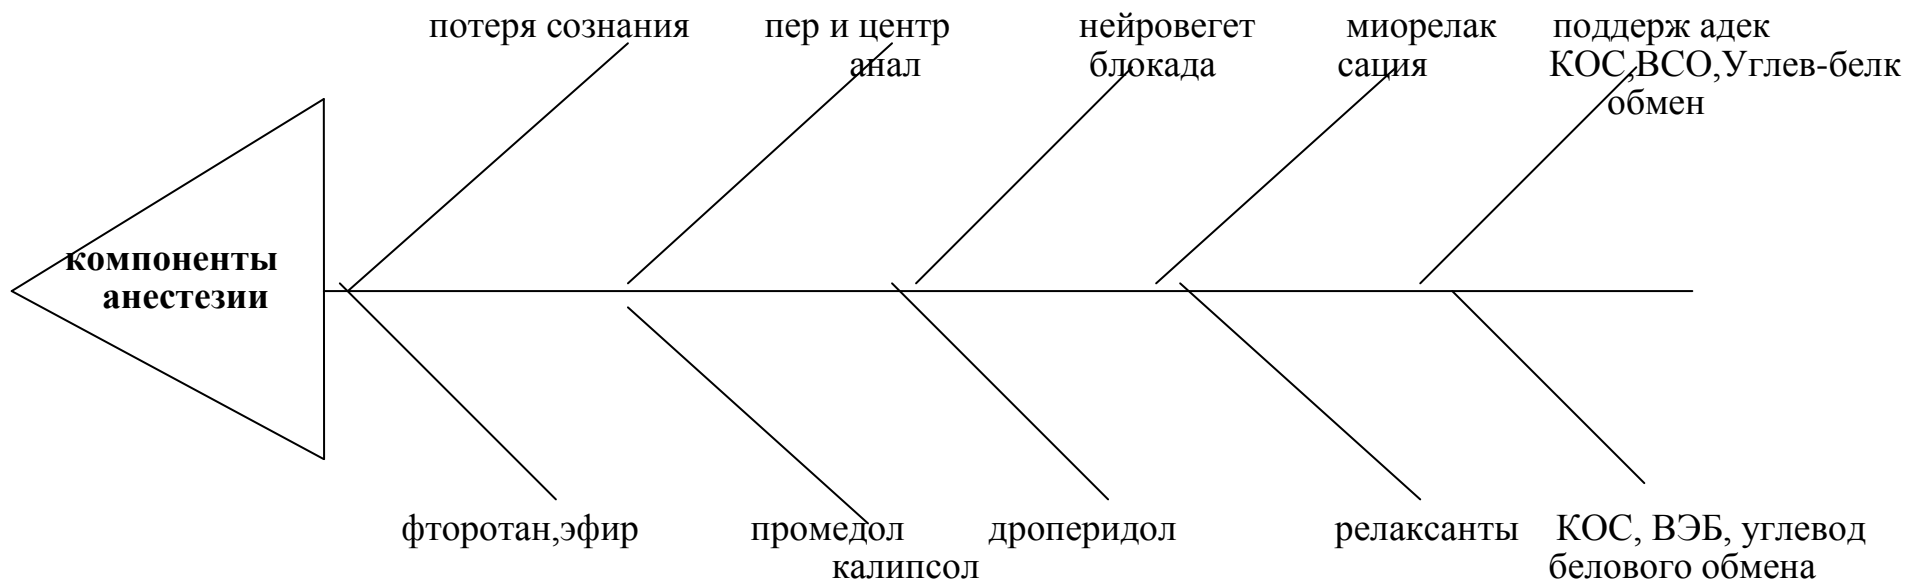 потеря сознания
пер и центр
анал
нейровегет
блокада
миорелак
сация
поддерж адек
КОС,ВСО,Углев-белк
обмен
компоненты
анестезии
фторотан,эфир
промедол
калипсол
дроперидол
релаксанты
КОС, ВЭБ, углевод
белового обмена